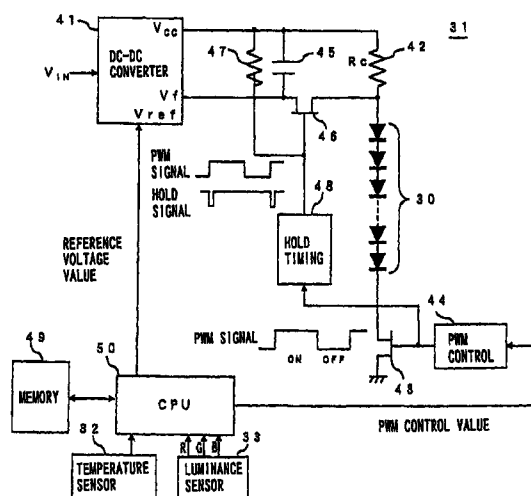 41
DC-DC
CONVERTER
VCC
VIN
Vf
Vref
47
45
42
31
RC
46
PWM
SIGNAL
HOLD
SIGNAL
48
HOLD
TIMING
30
REFERENCE
VOLTAGE
VALUE
44
PWM SIGNAL
ON OFF
PWM
CONTROL
43
49
MEMORY
50
CPU
PWM CONTROL VALUE
32
R G B
33
TEMPERATURE
SENSOR
LUMINANCE
SENSOR